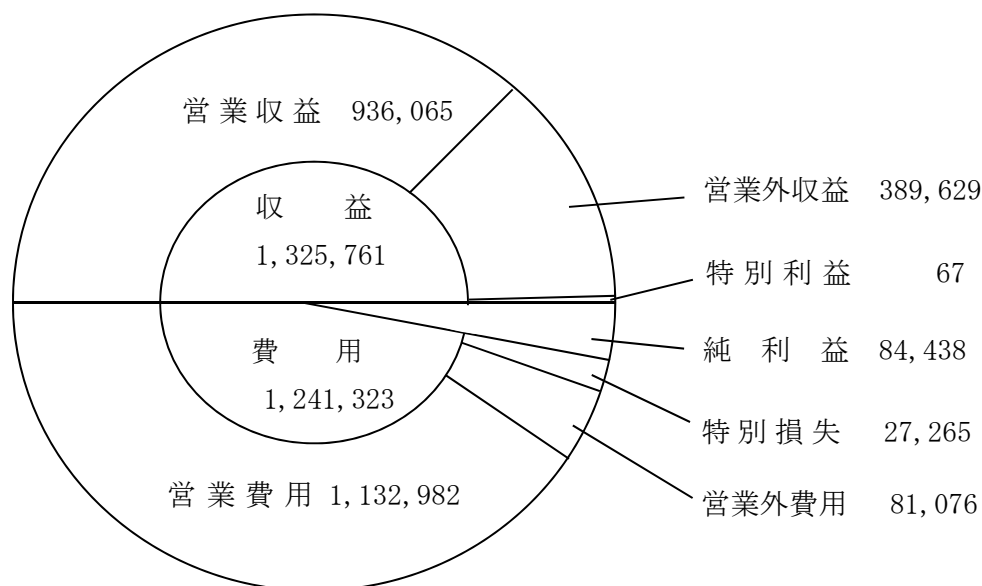 営業収益 936,065
収益
1,325,761
営業外収益 389,629
特別利益 67
費用
1,241,323
純利益 84,438
特別損失 27,265
営業費用 1,132,982
営業外費用 81,076